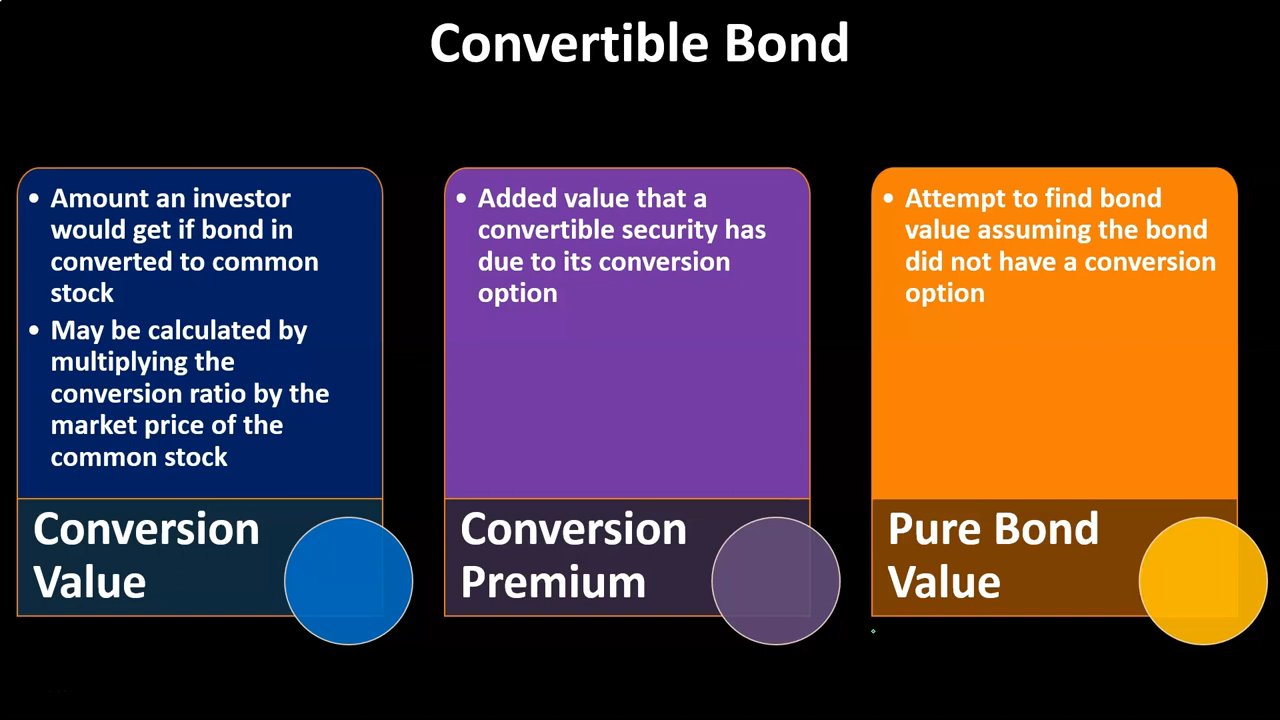 Convertible Bond
• Amount an investor
would get if bond in
converted to common
stock
• May be calculated by
multiplying the
conversion ratio by the
market price of the
common stock
Conversion
Value
• Added value that a
convertible security has
due to its conversion
option
Conversion
Premium
• Attempt to find bond
value assuming the bond
did not have a conversion
option
Pure Bond
Value